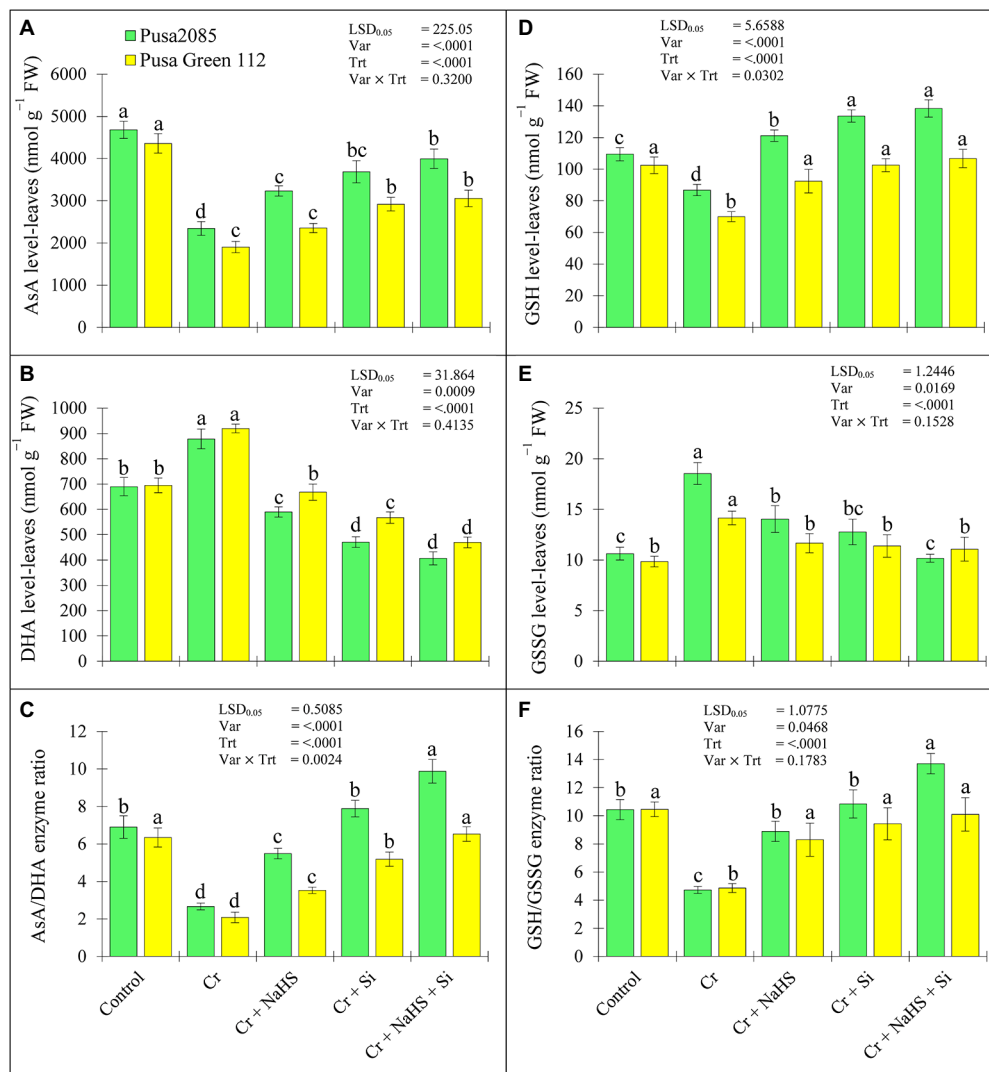 A
Pusa2085
Pusa Green 112
LSD0.05 = 225.05
Var = <.0001
Trt = <.0001
Var × Trt = 0.3200
AsA level-leaves (nmol g⁻¹ FW)
6000
5000
4000
3000
2000
1000
0
a a d c c c bc b b b
D
LSD0.05 = 5.6588
Var = <.0001
Trt = <.0001
Var × Trt = 0.0302
GSH level-leaves (nmol g⁻¹ FW)
160
140
120
100
80
60
40
20
0
c a d b b a a a a a
B
LSD0.05 = 31.864
Var = 0.0009
Trt = <.0001
Var × Trt = 0.4135
DHA level-leaves (nmol g⁻¹ FW)
1000
900
800
700
600
500
400
300
200
100
0
b b a a c b d c d d
E
LSD0.05 = 1.2446
Var = 0.0169
Trt = <.0001
Var × Trt = 0.1528
GSSG level-leaves (nmol g⁻¹ FW)
25
20
15
10
5
0
c b a a b b bc b c b
C
LSD0.05 = 0.5085
Var = <.0001
Trt = <.0001
Var × Trt = 0.0024
AsA/DHA enzyme ratio
12
10
8
6
4
2
0
b a d d c c b b a a
Control
Cr
Cr + NaHS
Cr + Si
Cr + NaHS + Si
F
LSD0.05 = 1.0775
Var = 0.0468
Trt = <.0001
Var × Trt = 0.1783
GSH/GSSG enzyme ratio
16
14
12
10
8
6
4
2
0
b a c b b a b a a a
Control
Cr
Cr + NaHS
Cr + Si
Cr + NaHS + Si